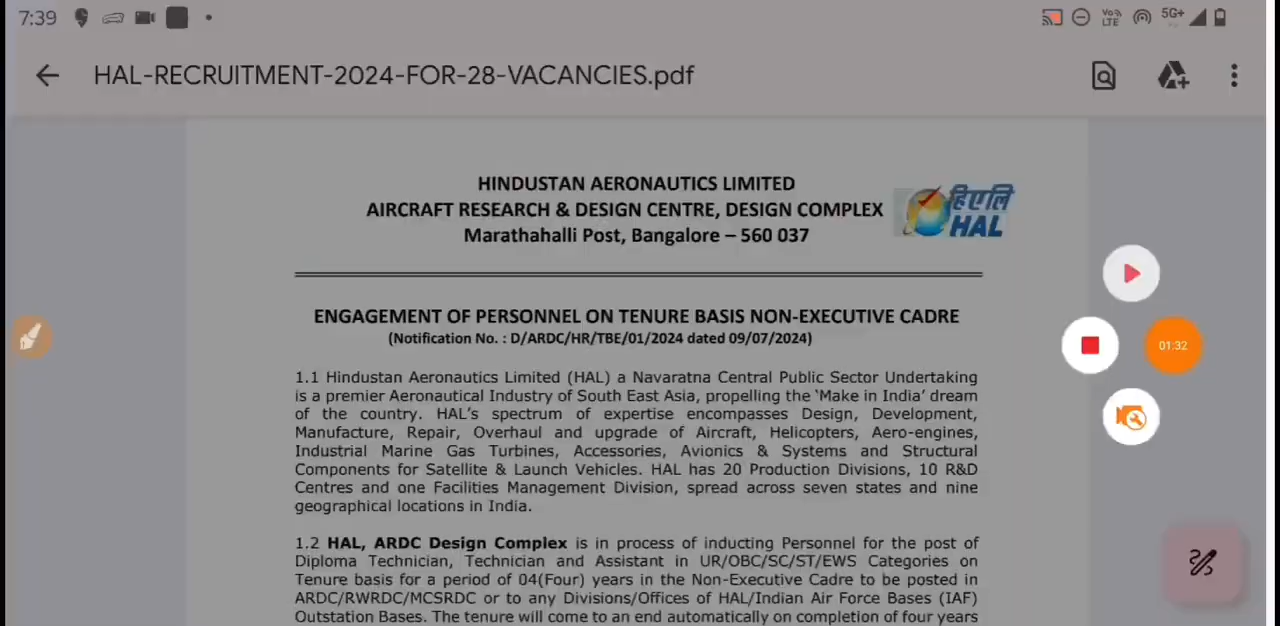 7:39
Vo))
LTE
5G+
HAL-RECRUITMENT-2024-FOR-28-VACANCIES.pdf
HINDUSTAN AERONAUTICS LIMITED
AIRCRAFT RESEARCH & DESIGN CENTRE, DESIGN COMPLEX
Marathahalli Post, Bangalore – 560 037
हिएलि
HAL
ENGAGEMENT OF PERSONNEL ON TENURE BASIS NON-EXECUTIVE CADRE
(Notification No. : D/ARDC/HR/TBE/01/2024 dated 09/07/2024)
01:32
1.1 Hindustan Aeronautics Limited (HAL) a Navaratna Central Public Sector Undertaking
is a premier Aeronautical Industry of South East Asia, propelling the ‘Make in India’ dream
of the country. HAL’s spectrum of expertise encompasses Design, Development,
Manufacture, Repair, Overhaul and upgrade of Aircraft, Helicopters, Aero-engines,
Industrial Marine Gas Turbines, Accessories, Avionics & Systems and Structural
Components for Satellite & Launch Vehicles. HAL has 20 Production Divisions, 10 R&D
Centres and one Facilities Management Division, spread across seven states and nine
geographical locations in India.
1.2 HAL, ARDC Design Complex is in process of inducting Personnel for the post of
Diploma Technician, Technician and Assistant in UR/OBC/SC/ST/EWS Categories on
Tenure basis for a period of 04(Four) years in the Non-Executive Cadre to be posted in
ARDC/RWRDC/MCSRDC or to any Divisions/Offices of HAL/Indian Air Force Bases (IAF)
Outstation Bases. The tenure will come to an end automatically on completion of four years